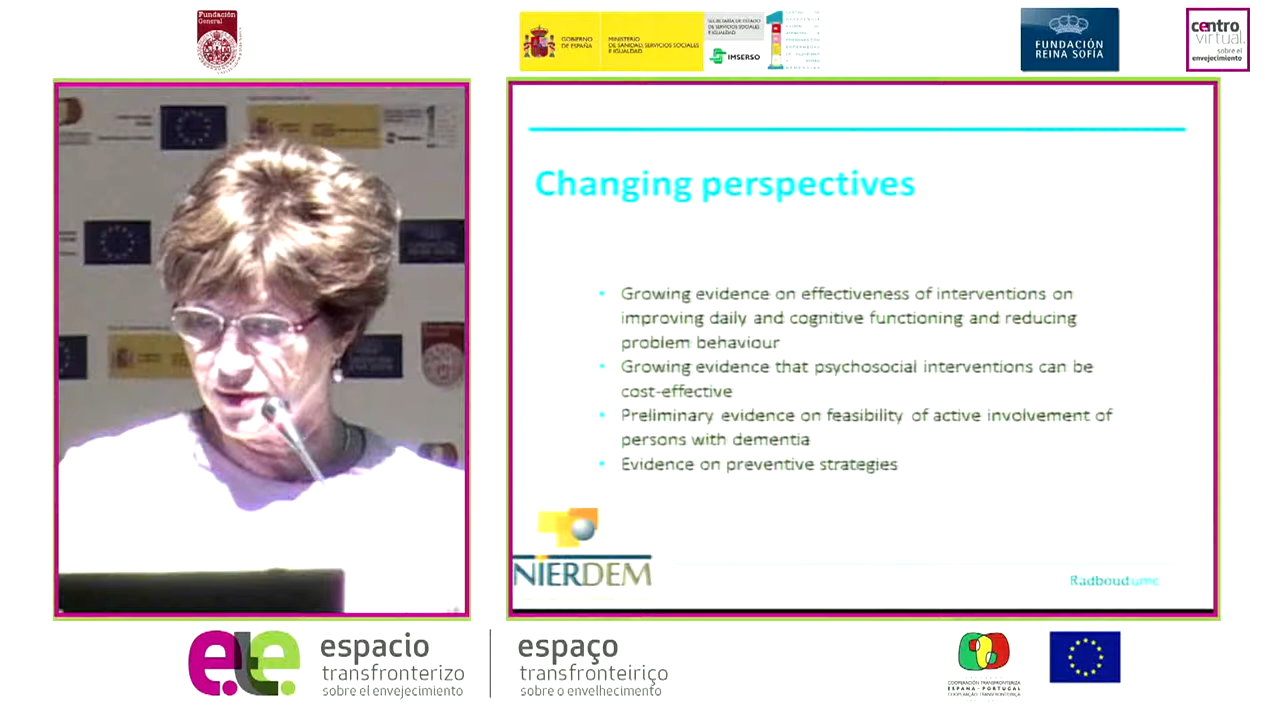 Fundación
General
GOBIERNO
DE ESPAÑA
MINISTERIO
DE SANIDAD, SERVICIOS SOCIALES
E IGUALDAD
SECRETARÍA DE ESTADO
DE SERVICIOS SOCIALES
E IGUALDAD
IMSERSO
FUNDACIÓN
REINA SOFÍA
centro
virtual
sobre el
envejecimiento
Changing perspectives
• Growing evidence on effectiveness of interventions on
improving daily and cognitive functioning and reducing
problem behaviour
• Growing evidence that psychosocial interventions can be
cost-effective
• Preliminary evidence on feasibility of active involvement of
persons with dementia
• Evidence on preventive strategies
NIERDEM
Radboudumc
ete
espacio
transfronterizo
sobre el envejecimiento
espaço
transfronteiriço
sobre o envelhecimento
COOPERACIÓN TRANSFRONTERIZA
ESPAÑA - PORTUGAL
COOPERAÇÃO TRANSFRONTEIRIÇA